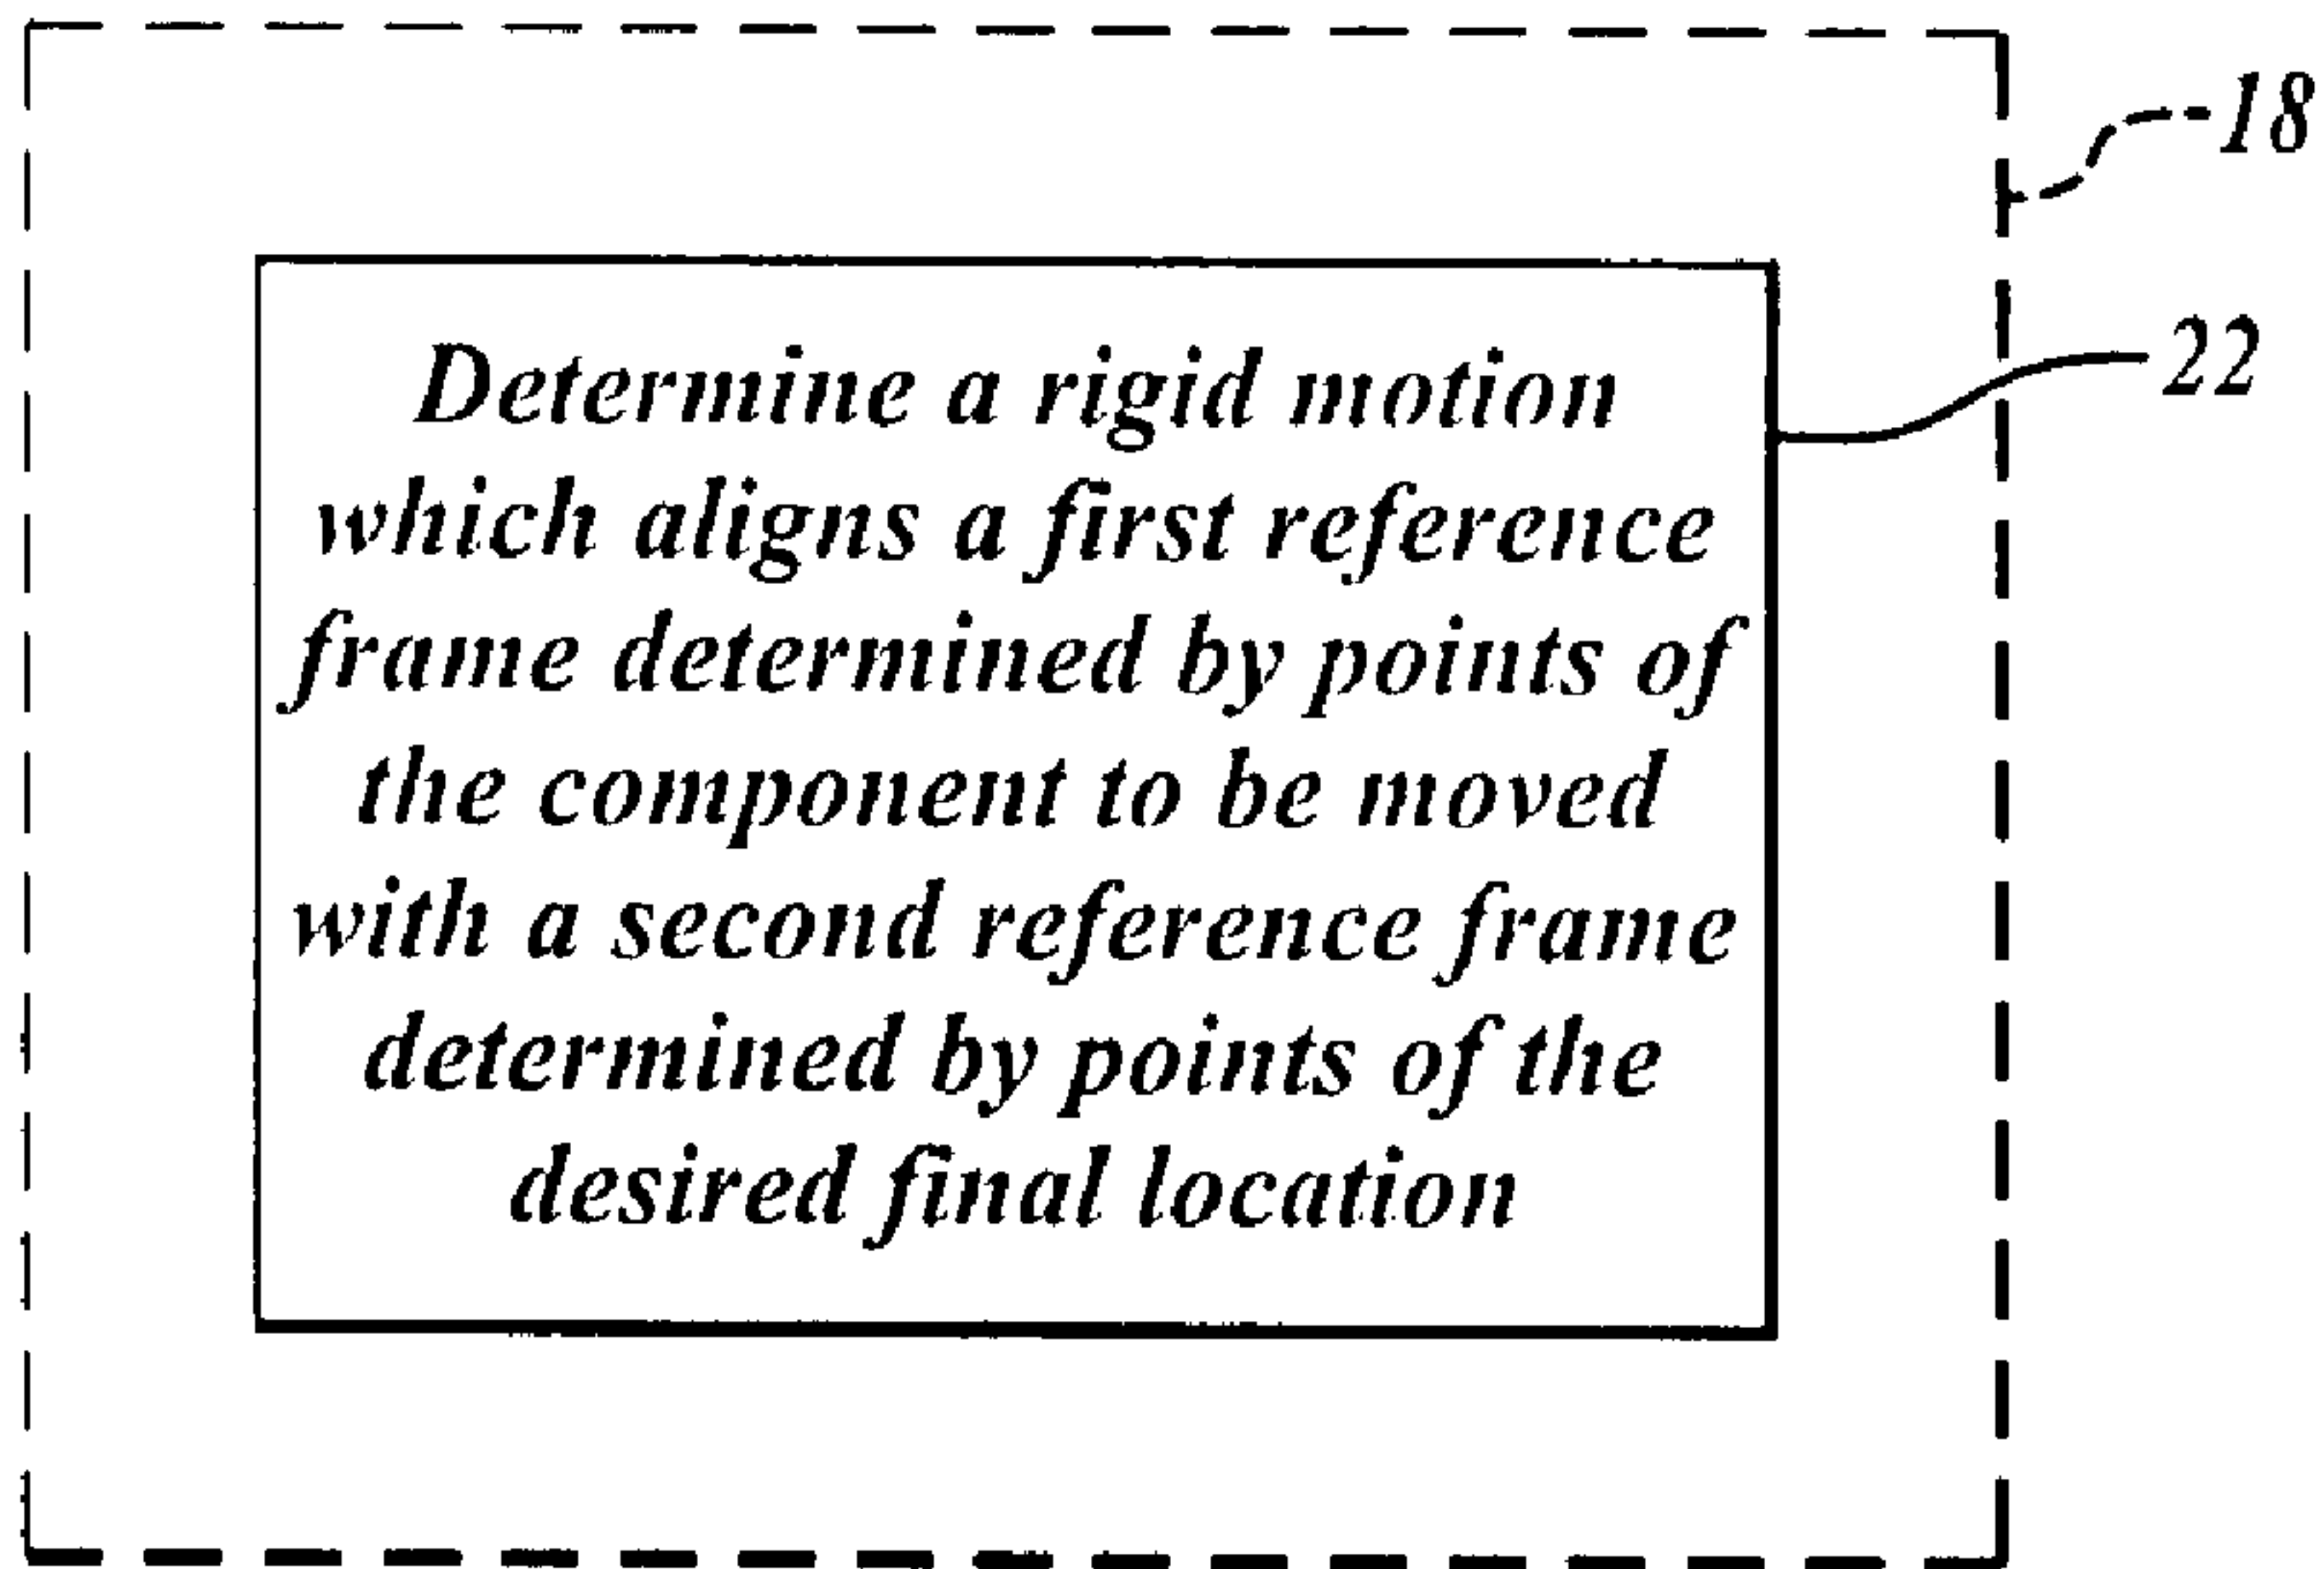 18
22
Determine a rigid motion
which aligns a first reference
frame determined by points of
the component to be moved
with a second reference frame
determined by points of the
desired final location